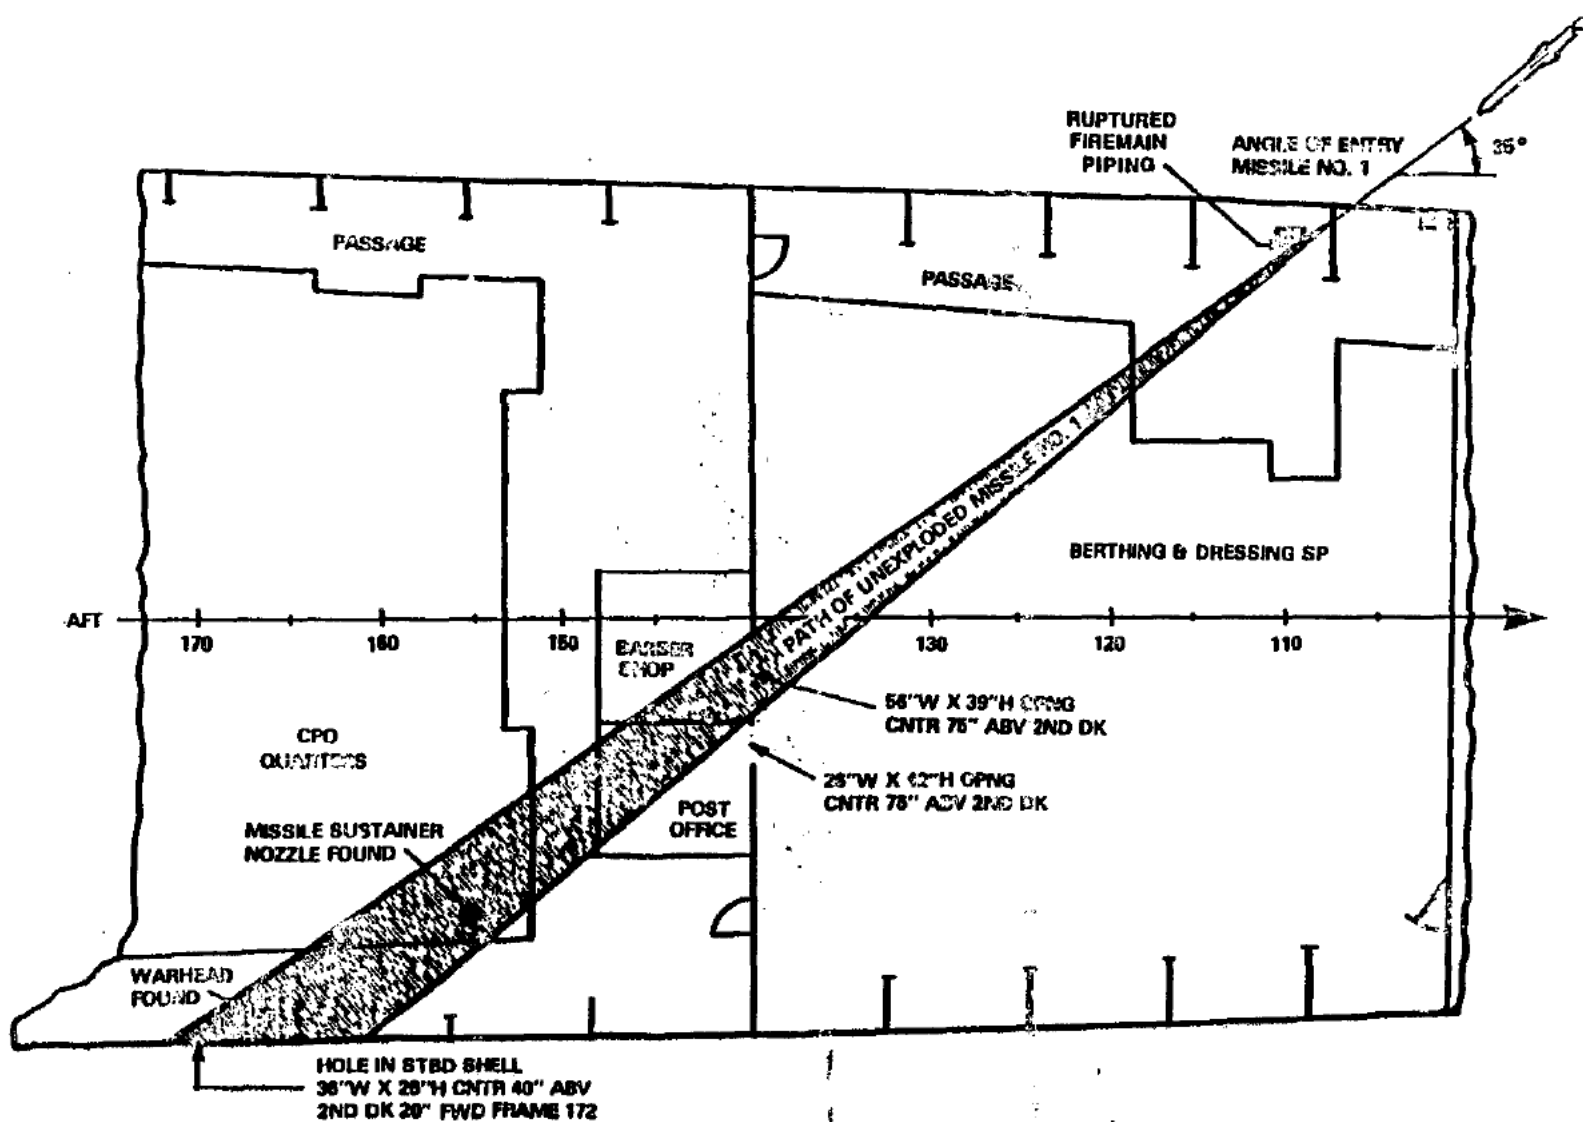 RUPTURED
FIREMAIN
PIPING
ANGLE OF ENTRY
MISSILE NO. 1
35°
PASSAGE
PASSAGE
PATH OF UNEXPLODED MISSILE NO. 1
BERTHING & DRESSING SP
AFT
170
160
150
130
120
110
BARBER
SHOP
56"W X 39"H OPNG
CNTR 75" ABV 2ND DK
CPO
QUARTERS
28"W X 62"H OPNG
CNTR 78" ABV 2ND DK
POST
OFFICE
MISSILE SUSTAINER
NOZZLE FOUND
WARHEAD
FOUND
HOLE IN STBD SHELL
36"W X 28"H CNTR 40" ABV
2ND DK 20" FWD FRAME 172